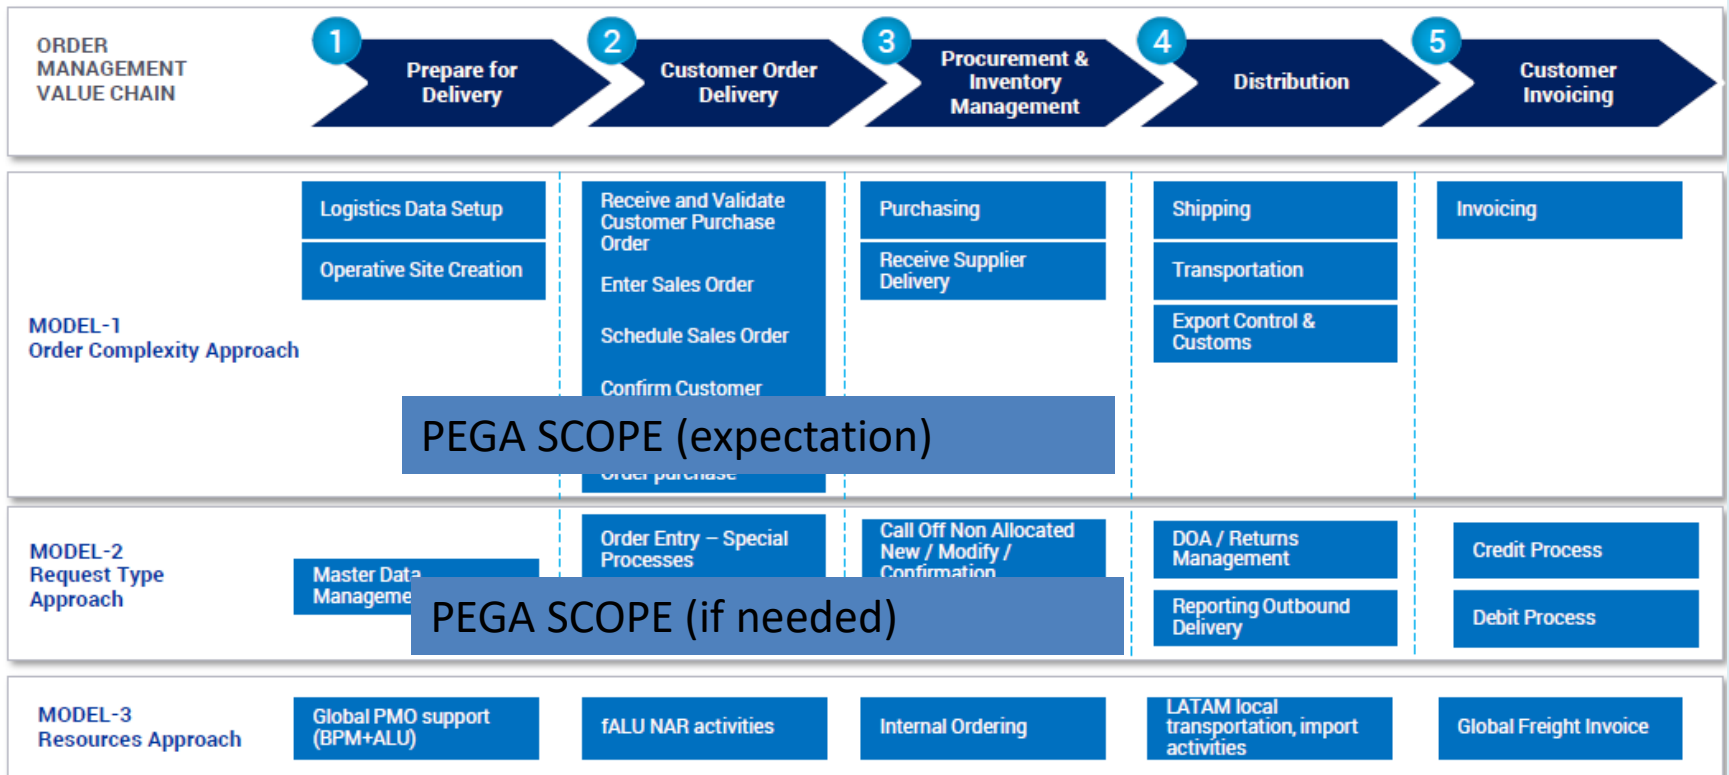 ORDER
MANAGEMENT
VALUE CHAIN
1
Prepare for
Delivery
2
Customer Order
Delivery
3
Procurement &
Inventory
Management
4
Distribution
5
Customer
Invoicing
MODEL-1
Order Complexity Approach
Logistics Data Setup
Operative Site Creation
Receive and Validate
Customer Purchase
Order
Enter Sales Order
Schedule Sales Order
Confirm Customer
Order purchase
Purchasing
Receive Supplier
Delivery
Shipping
Transportation
Export Control &
Customs
Invoicing
PEGA SCOPE (expectation)
MODEL-2
Request Type
Approach
Master Data
Manageme
Order Entry – Special
Processes
Call Off Non Allocated
New / Modify /
Confirmation
DOA / Returns
Management
Reporting Outbound
Delivery
Credit Process
Debit Process
PEGA SCOPE (if needed)
MODEL-3
Resources Approach
Global PMO support
(BPM+ALU)
fALU NAR activities
Internal Ordering
LATAM local
transportation, import
activities
Global Freight Invoice